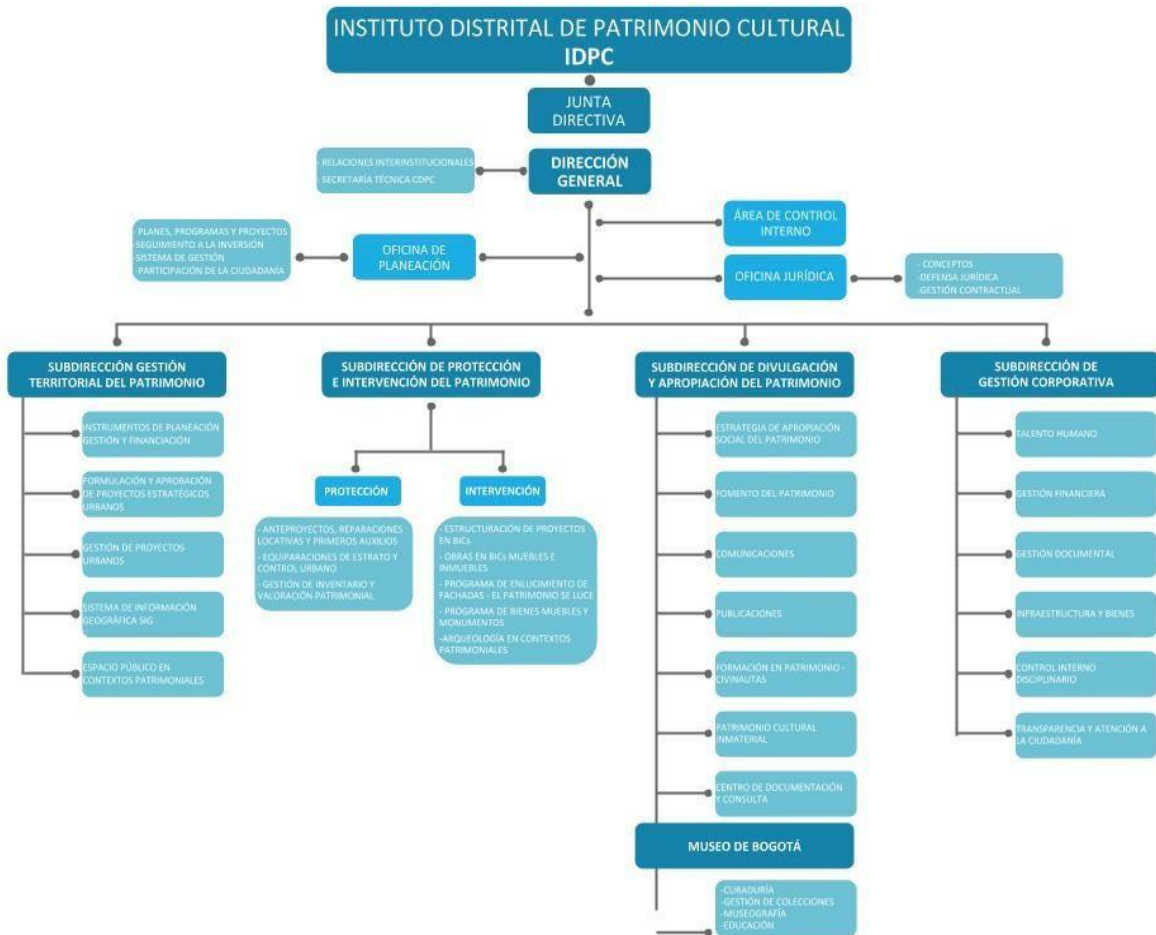 INSTITUTO DISTRITAL DE PATRIMONIO CULTURAL
IDPC
JUNTA
DIRECTIVA
- RELACIONES INTERINSTITUCIONALES
- SECRETARÍA TÉCNICA CDPC
DIRECCIÓN
GENERAL
ÁREA DE CONTROL
INTERNO
- PLANES, PROGRAMAS Y PROYECTOS
-SEGUIMIENTO A LA INVERSIÓN
-SISTEMA DE GESTIÓN
-PARTICIPACIÓN DE LA CIUDADANÍA
OFICINA DE
PLANEACIÓN
OFICINA JURÍDICA
- CONCEPTOS
-DEFENSA JURÍDICA
-GESTIÓN CONTRACTUAL
SUBDIRECCIÓN GESTIÓN
TERRITORIAL DEL PATRIMONIO
INSTRUMENTOS DE PLANEACIÓN
GESTIÓN Y FINANCIACIÓN
FORMULACIÓN Y APROBACIÓN
DE PROYECTOS ESTRATÉGICOS
URBANOS
GESTIÓN DE PROYECTOS
URBANOS
SISTEMA DE INFORMACIÓN
GEOGRÁFICA SIG
ESPACIO PÚBLICO EN
CONTEXTOS PATRIMONIALES
SUBDIRECCIÓN DE PROTECCIÓN
E INTERVENCIÓN DEL PATRIMONIO
PROTECCIÓN
- ANTEPROYECTOS, REPARACIONES
LOCATIVAS Y PRIMEROS AUXILIOS
- EQUIPARACIONES DE ESTRATO Y
CONTROL URBANO
- GESTIÓN DE INVENTARIO Y
VALORACIÓN PATRIMONIAL
INTERVENCIÓN
- ESTRUCTURACIÓN DE PROYECTOS
EN BICs
- OBRAS EN BICs MUEBLES E
INMUEBLES
- PROGRAMA DE ENLUCIMIENTO DE
FACHADAS - EL PATRIMONIO SE LUCE
- PROGRAMA DE BIENES MUEBLES Y
MONUMENTOS
-ARQUEOLOGÍA EN CONTEXTOS
PATRIMONIALES
SUBDIRECCIÓN DE DIVULGACIÓN
Y APROPIACIÓN DEL PATRIMONIO
ESTRATEGIA DE APROPIACIÓN
SOCIAL DEL PATRIMONIO
FOMENTO DEL PATRIMONIO
COMUNICACIONES
PUBLICACIONES
FORMACIÓN EN PATRIMONIO -
CIVINAUTAS
PATRIMONIO CULTURAL
INMATERIAL
CENTRO DE DOCUMENTACIÓN
Y CONSULTA
MUSEO DE BOGOTÁ
-CURADURÍA
-GESTIÓN DE COLECCIONES
-MUSEOGRAFÍA
-EDUCACIÓN
SUBDIRECCIÓN DE
GESTIÓN CORPORATIVA
TALENTO HUMANO
GESTIÓN FINANCIERA
GESTIÓN DOCUMENTAL
INFRAESTRUCTURA Y BIENES
CONTROL INTERNO
DISCIPLINARIO
TRANSPARENCIA Y ATENCIÓN A
LA CIUDADANÍA